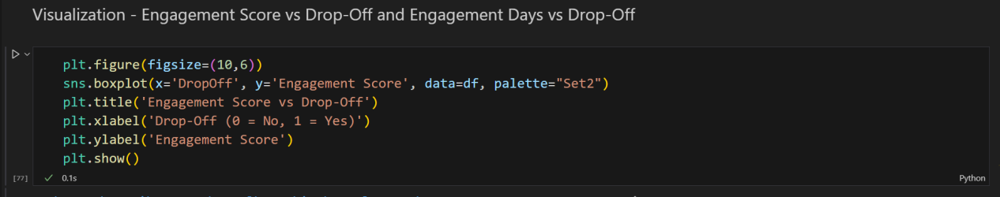 Visualization - Engagement Score vs Drop-Off and Engagement Days vs Drop-Off
plt.figure(figsize=(10,6))
sns.boxplot(x='DropOff', y='Engagement Score', data=df, palette="Set2")
plt.title('Engagement Score vs Drop-Off')
plt.xlabel('Drop-Off (0 = No, 1 = Yes)')
plt.ylabel('Engagement Score')
plt.show()
[77] 0.1s Python